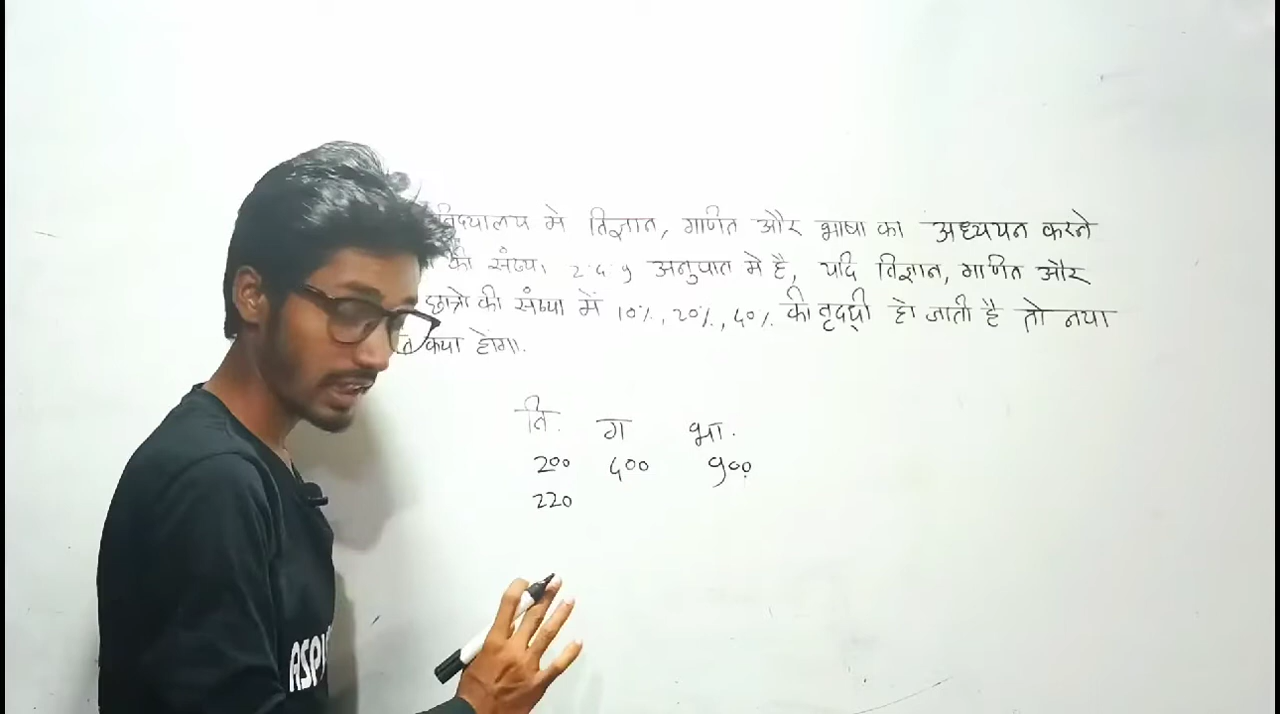 विद्यालय मे विज्ञान, गणित और भाषा का अध्ययन करने
की संख्या 2:4:9 अनुपात मे है, यदि विज्ञान, गणित और
छात्रो की संख्या में 10%, 20%, 40% की वृद्धी हो जाती है तो नया
क्या होगा.
वि. ग भा.
200 400 900
220
ASPI